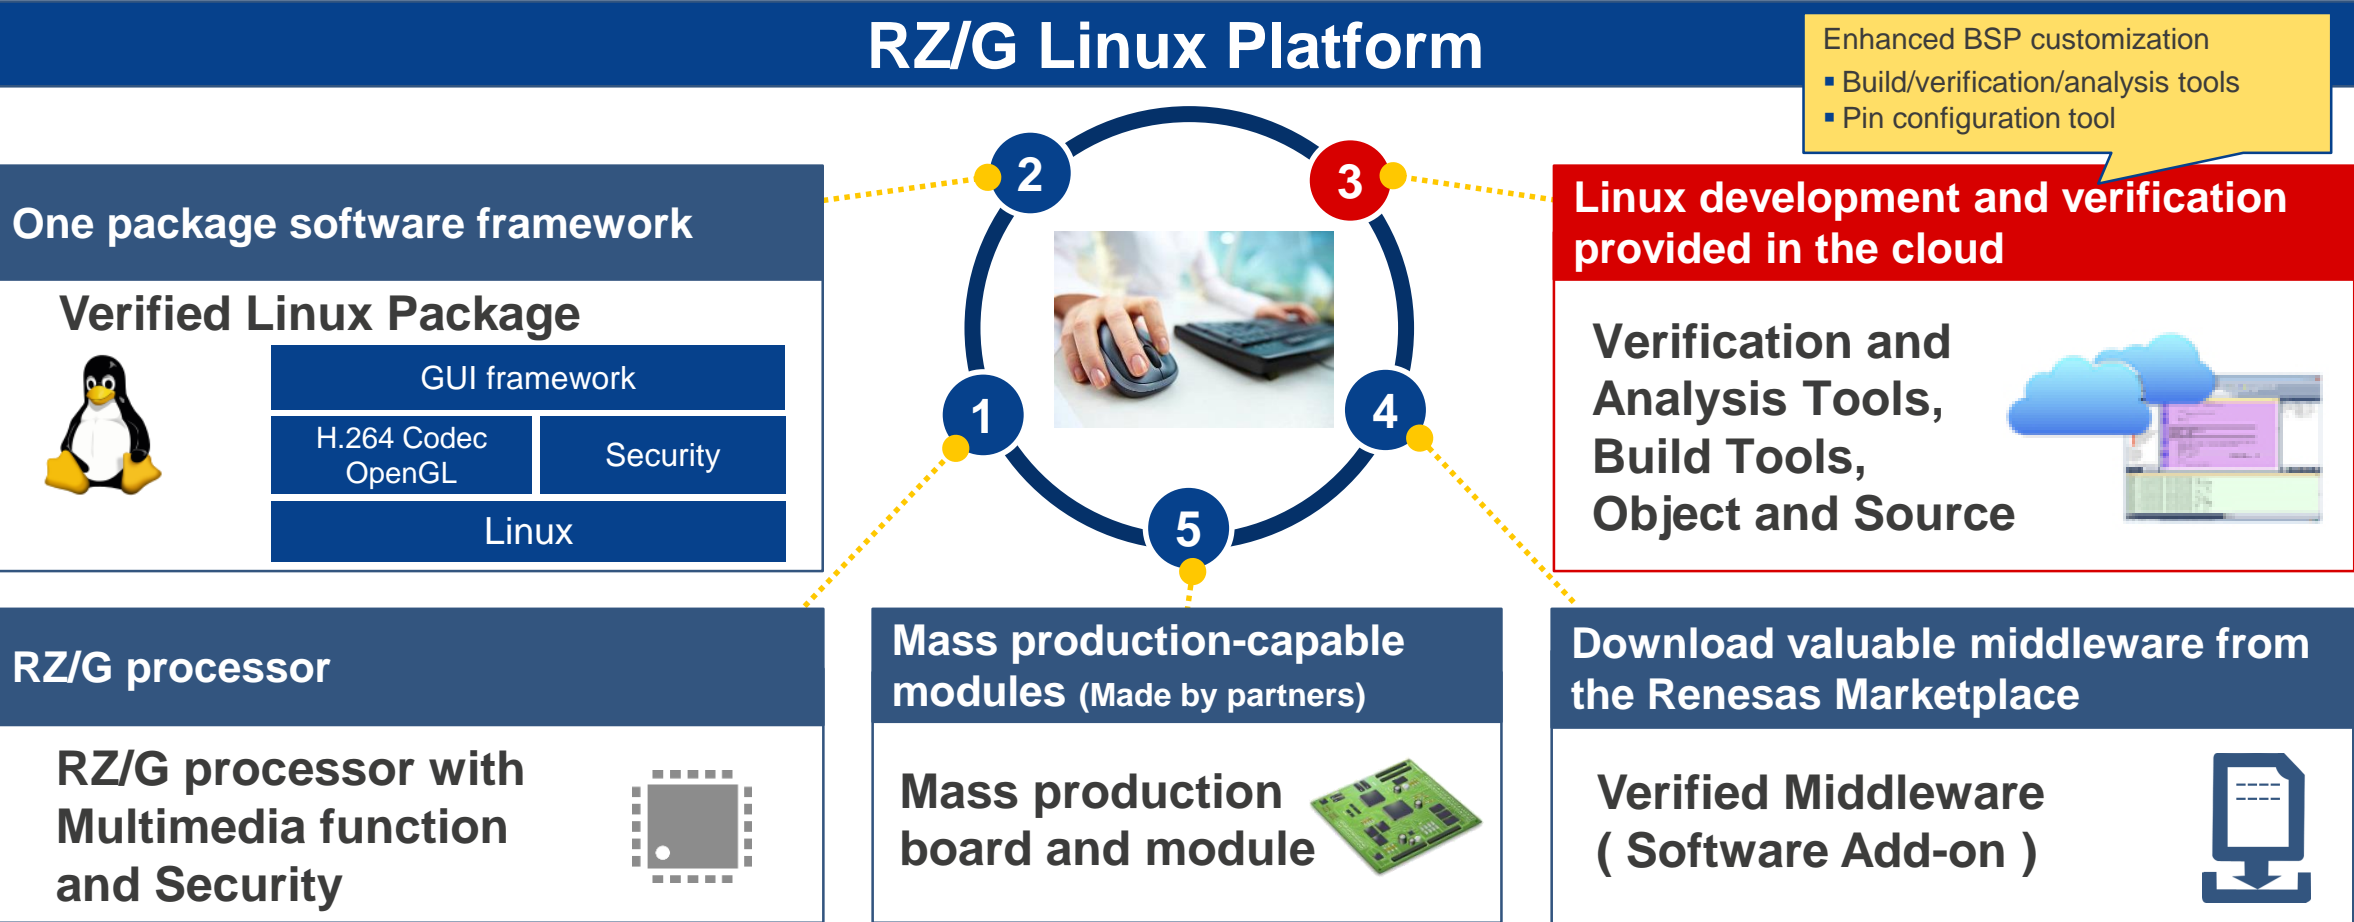 RZ/G Linux Platform
Enhanced BSP customization
▪ Build/verification/analysis tools
▪ Pin configuration tool
2
3
1
4
5
One package software framework
Verified Linux Package
GUI framework
H.264 Codec
OpenGL
Security
Linux
Linux development and verification
provided in the cloud
Verification and
Analysis Tools,
Build Tools,
Object and Source
RZ/G processor
RZ/G processor with
Multimedia function
and Security
Mass production-capable
modules (Made by partners)
Mass production
board and module
Download valuable middleware from
the Renesas Marketplace
Verified Middleware
( Software Add-on )